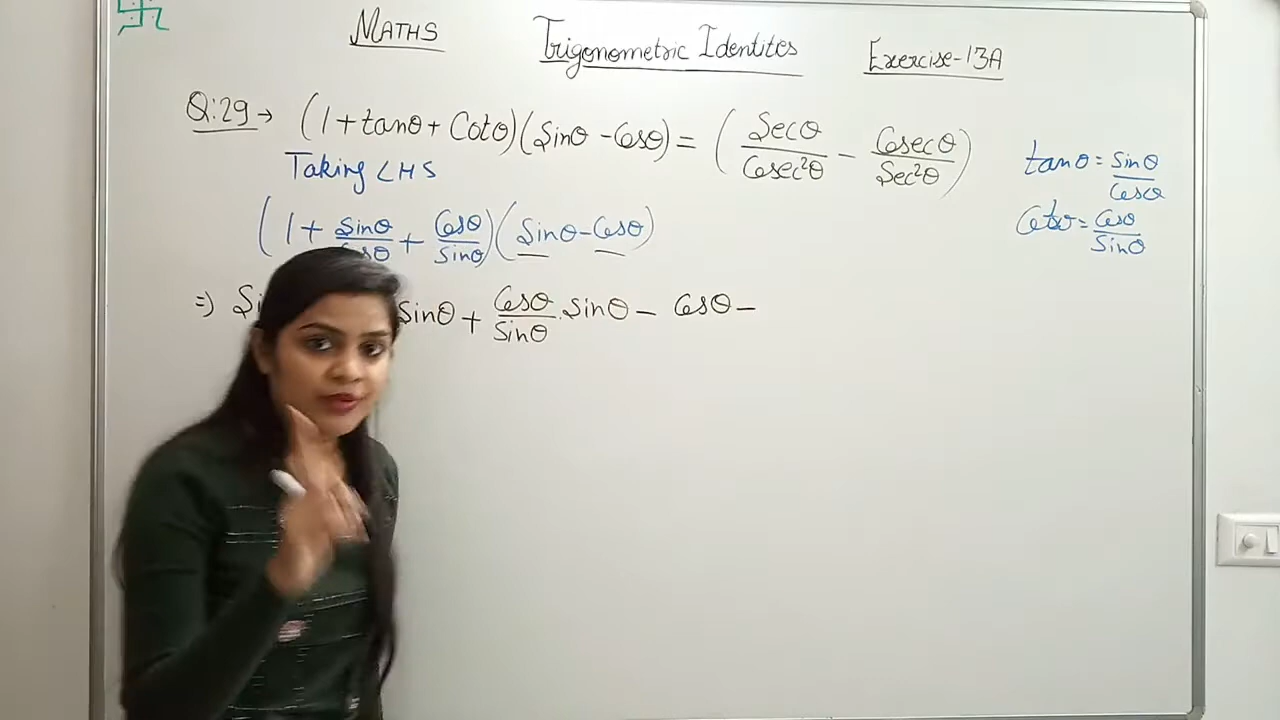 MATHS
Trigonometric Identites
Exercise-13A
Q:29→ (1+tanθ+Cotθ)(Sinθ-Cosθ)=(Secθ/Cosec²θ - Cosecθ/Sec²θ)
Taking LHS
(1+Sinθ/Cosθ+Cosθ/Sinθ)(Sinθ-Cosθ)
⇒ Si Sinθ+Cosθ/Sinθ.Sinθ-Cosθ-
tanθ=Sinθ/Cosθ
Cotθ=Cosθ/Sinθ